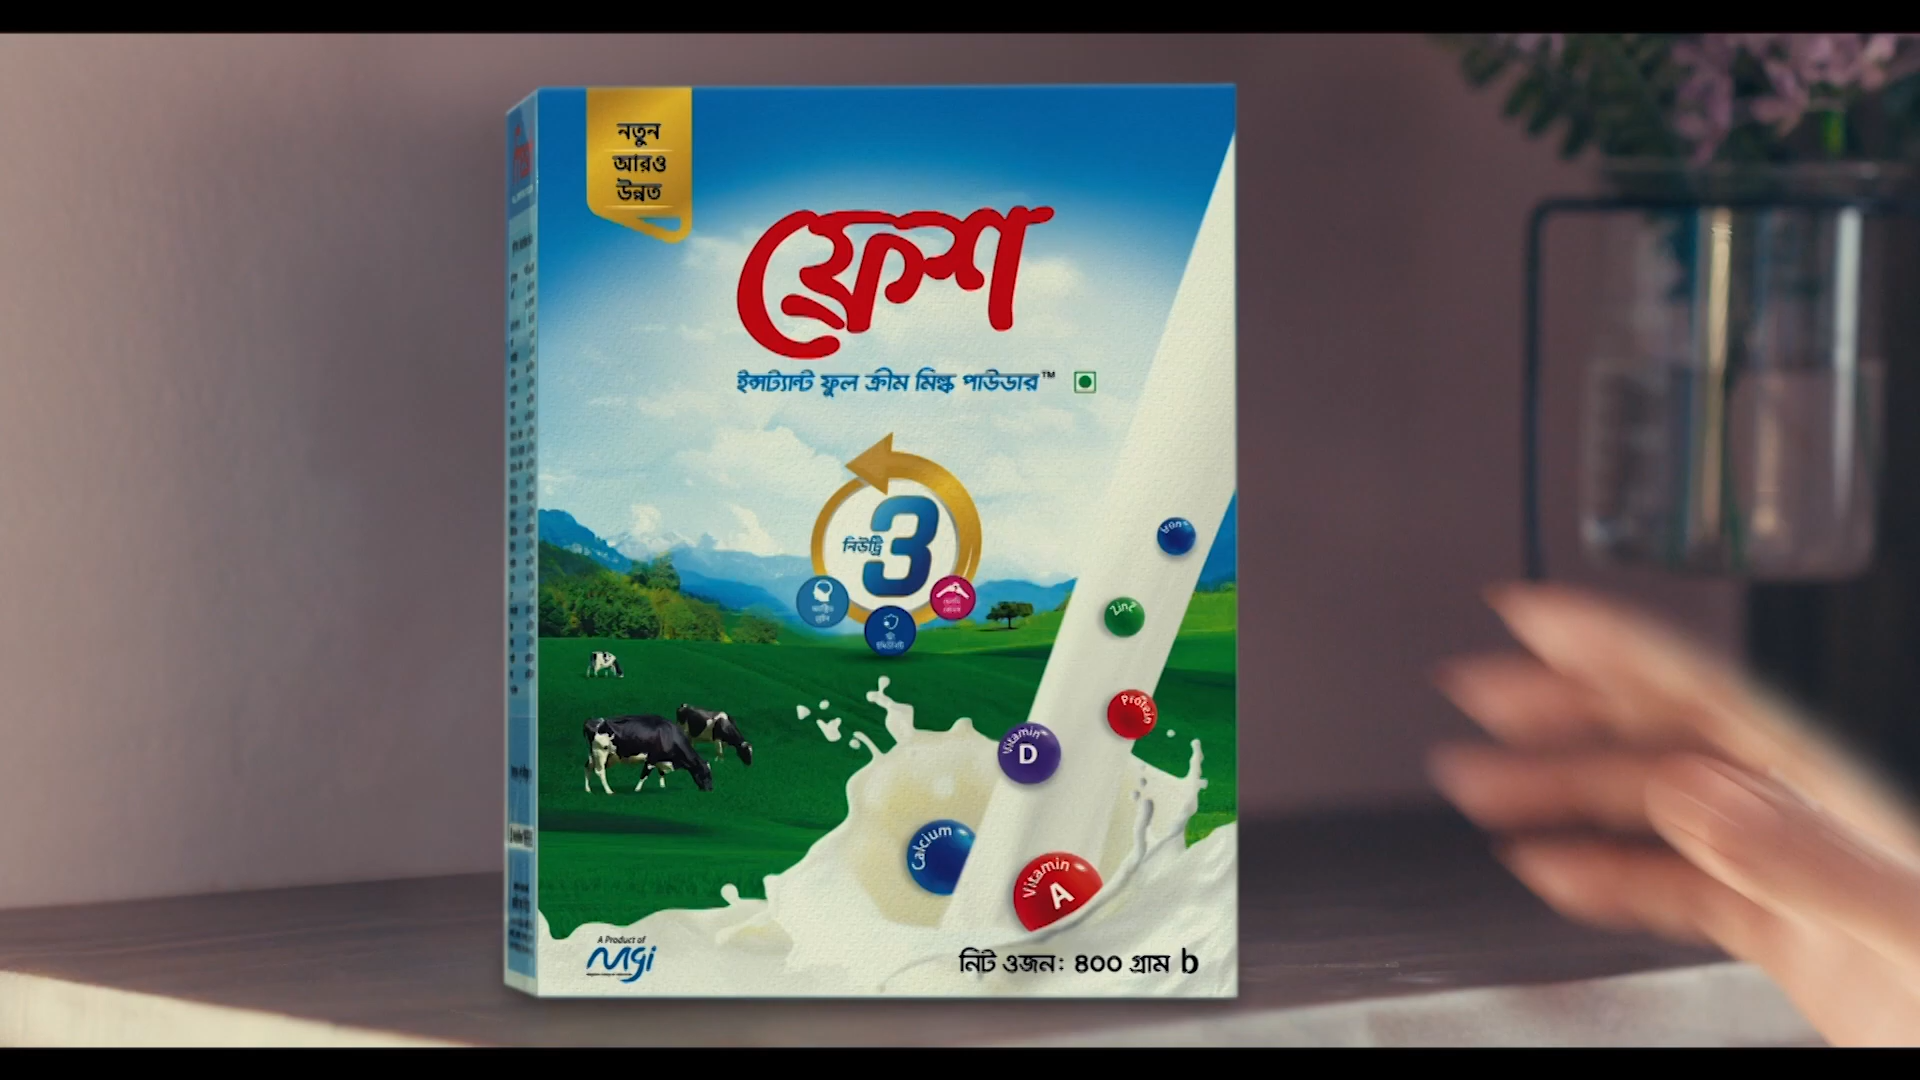 নতুন
আরও
উন্নত
ফ্রেশ
ইন্সট্যান্ট ফুল ক্রীম মিল্ক পাউডার™
নিউট্রি
3
Iron
Zinc
Protein
Vitamin
D
Calcium
Vitamin
A
A Product of
MGI
নিট ওজন: ৪০০ গ্রাম b